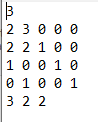 3
2 3 0 0 0
2 2 1 0 0
1 0 0 1 0
0 1 0 0 1
3 2 2